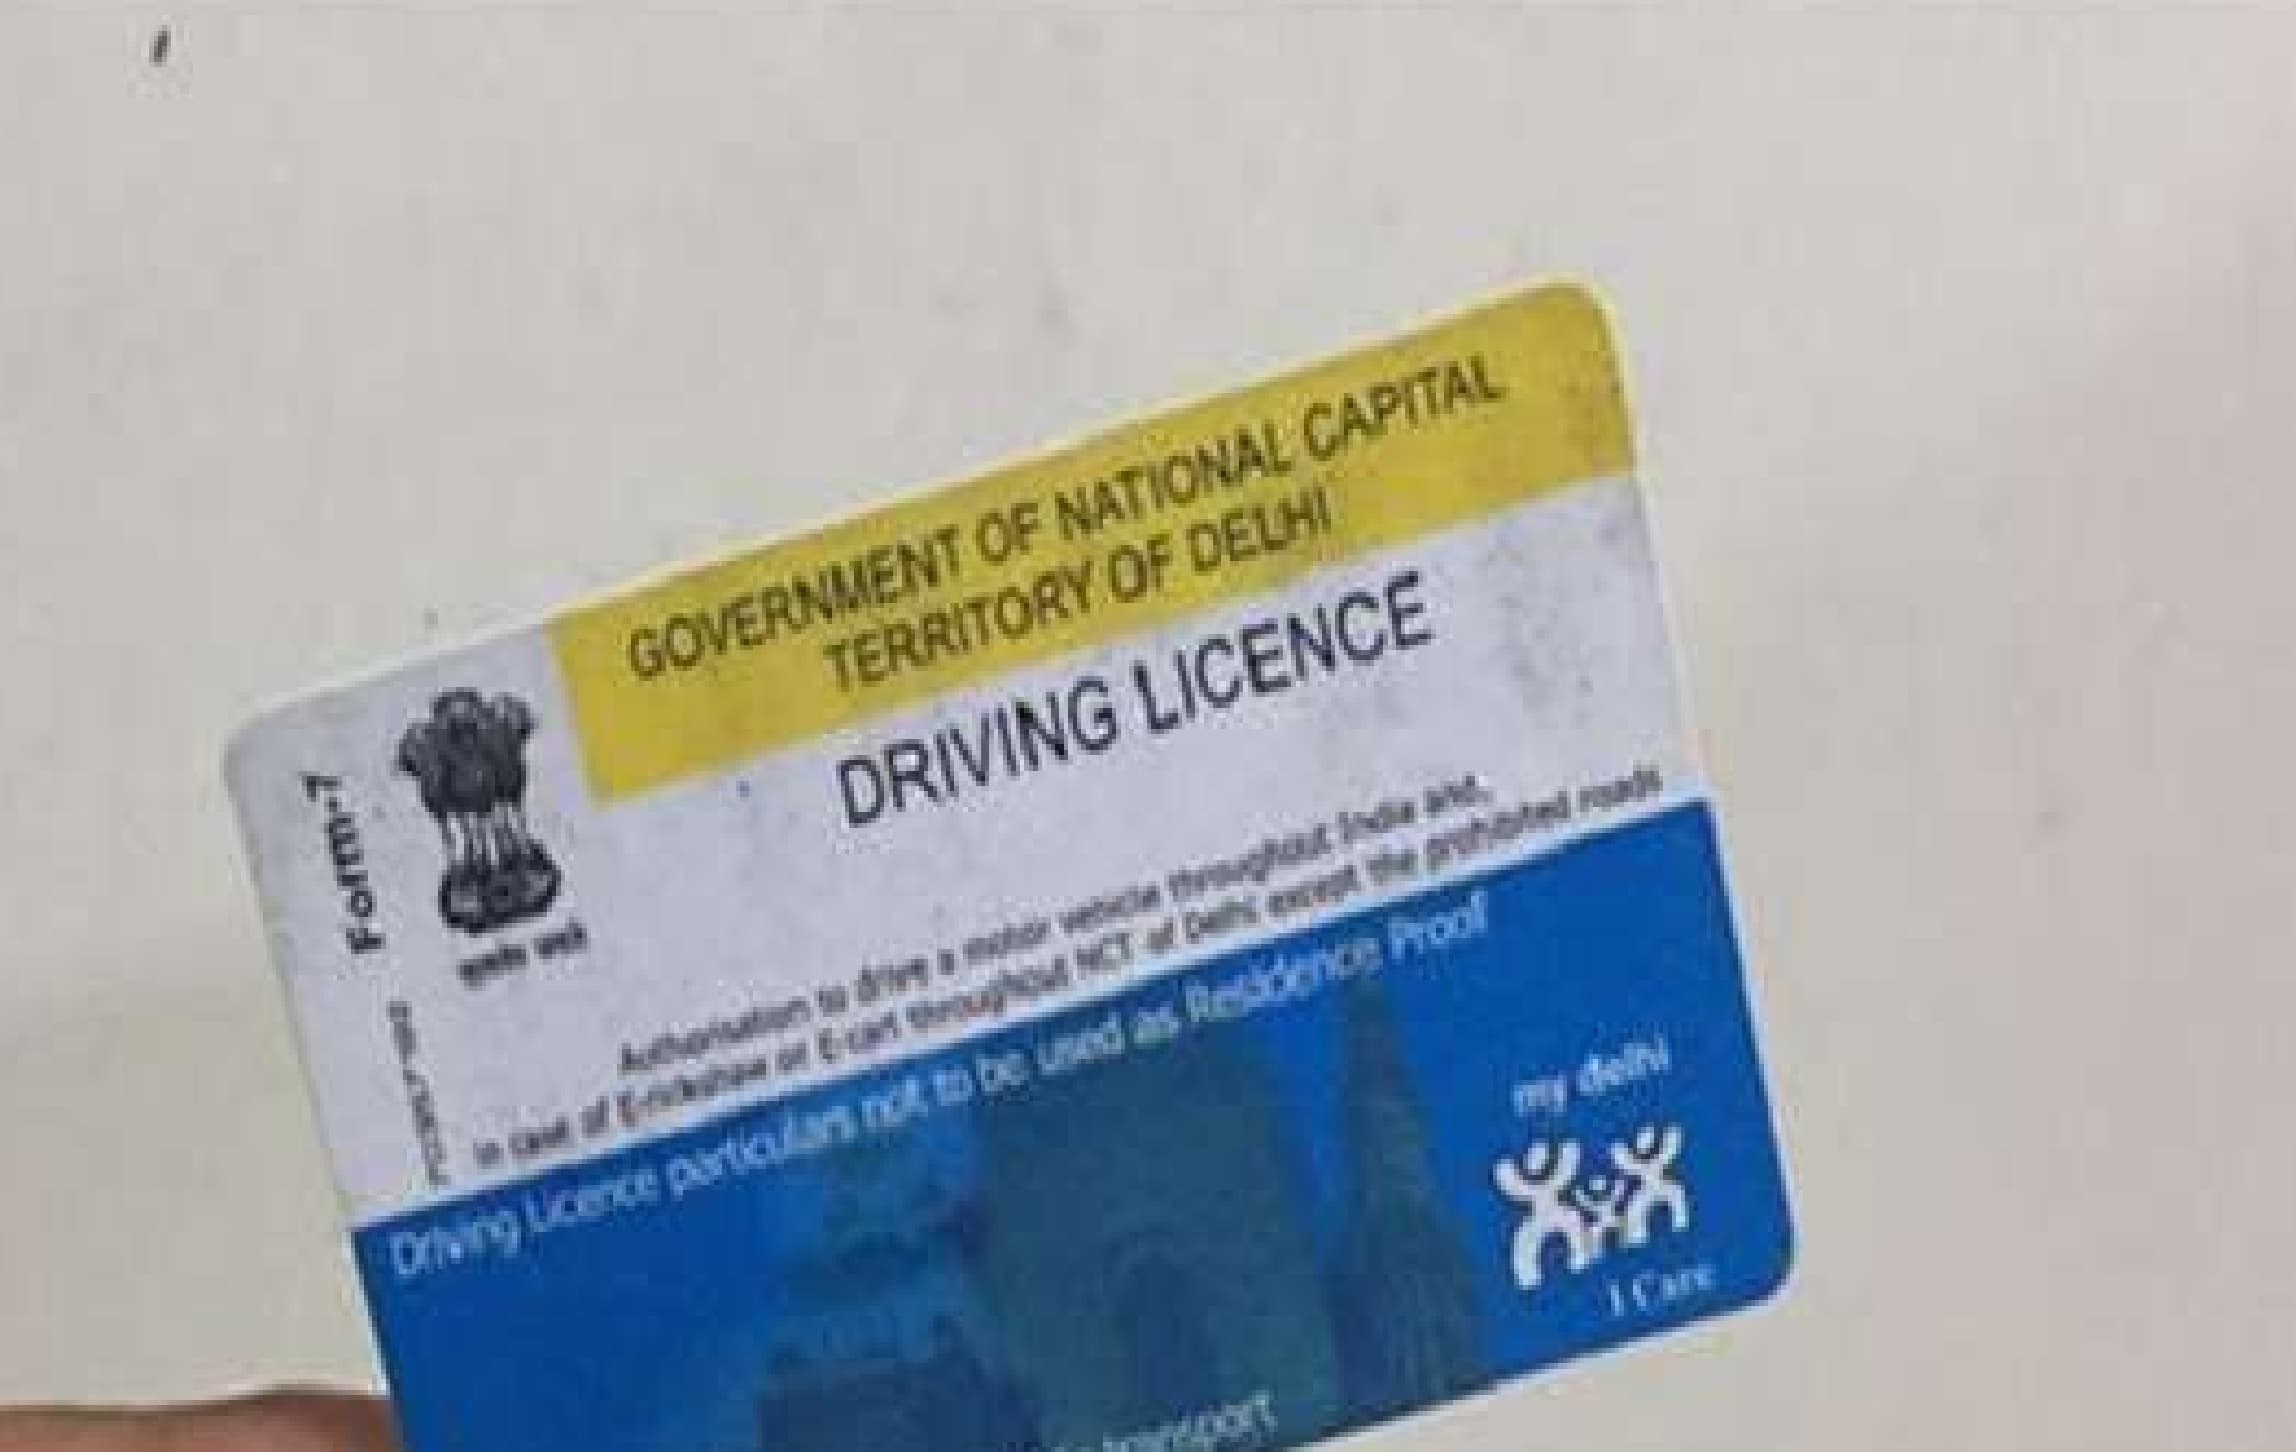 GOVERNMENT OF NATIONAL CAPITAL
TERRITORY OF DELHI
DRIVING LICENCE
Form-7
Authorisation to drive a motor vehicle throughout India and,
in case of E-rickshaw or E-cart throughout NCT of Delhi except the prohibited roads
Driving Licence particulars not to be used as Residence Proof
my delhi
I Care
transport